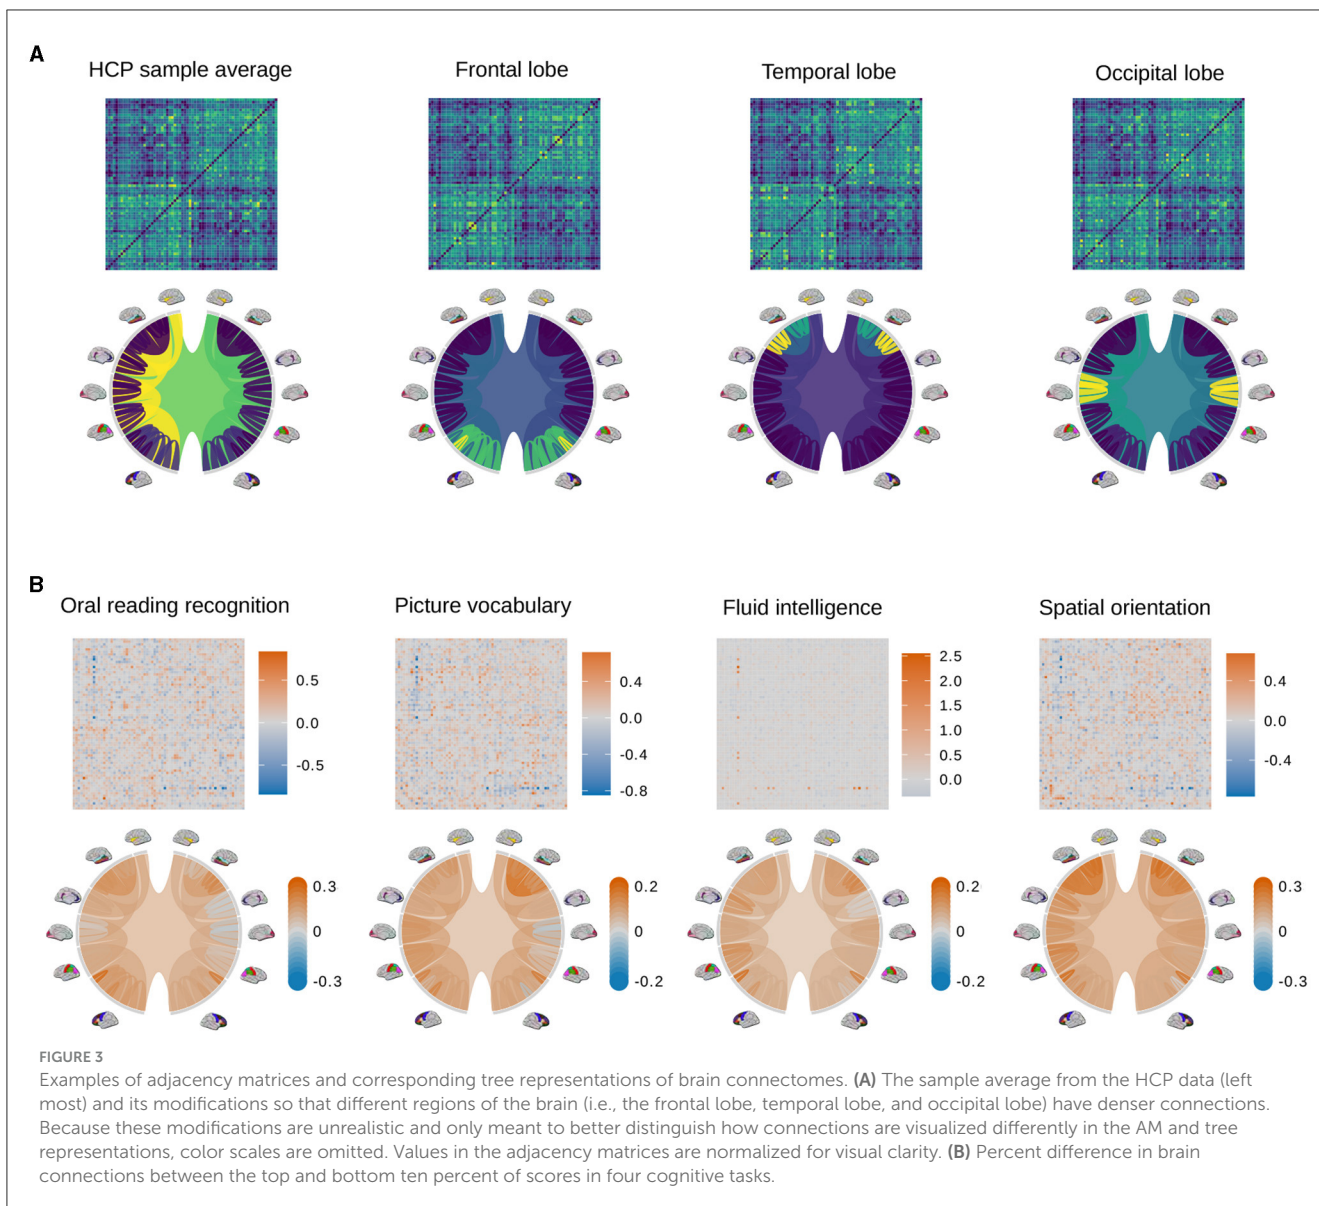 A
HCP sample average
Frontal lobe
Temporal lobe
Occipital lobe
B
Oral reading recognition
Picture vocabulary
Fluid intelligence
Spatial orientation
0.5
0.0
-0.5
0.4
0.0
-0.4
-0.8
2.5
2.0
1.5
1.0
0.5
0.0
0.4
0.0
-0.4
0.3
0
-0.3
0.2
0
-0.2
0.2
0
-0.2
0.3
0
-0.3
FIGURE 3
Examples of adjacency matrices and corresponding tree representations of brain connectomes. (A) The sample average from the HCP data (left
most) and its modifications so that different regions of the brain (i.e., the frontal lobe, temporal lobe, and occipital lobe) have denser connections.
Because these modifications are unrealistic and only meant to better distinguish how connections are visualized differently in the AM and tree
representations, color scales are omitted. Values in the adjacency matrices are normalized for visual clarity. (B) Percent difference in brain
connections between the top and bottom ten percent of scores in four cognitive tasks.